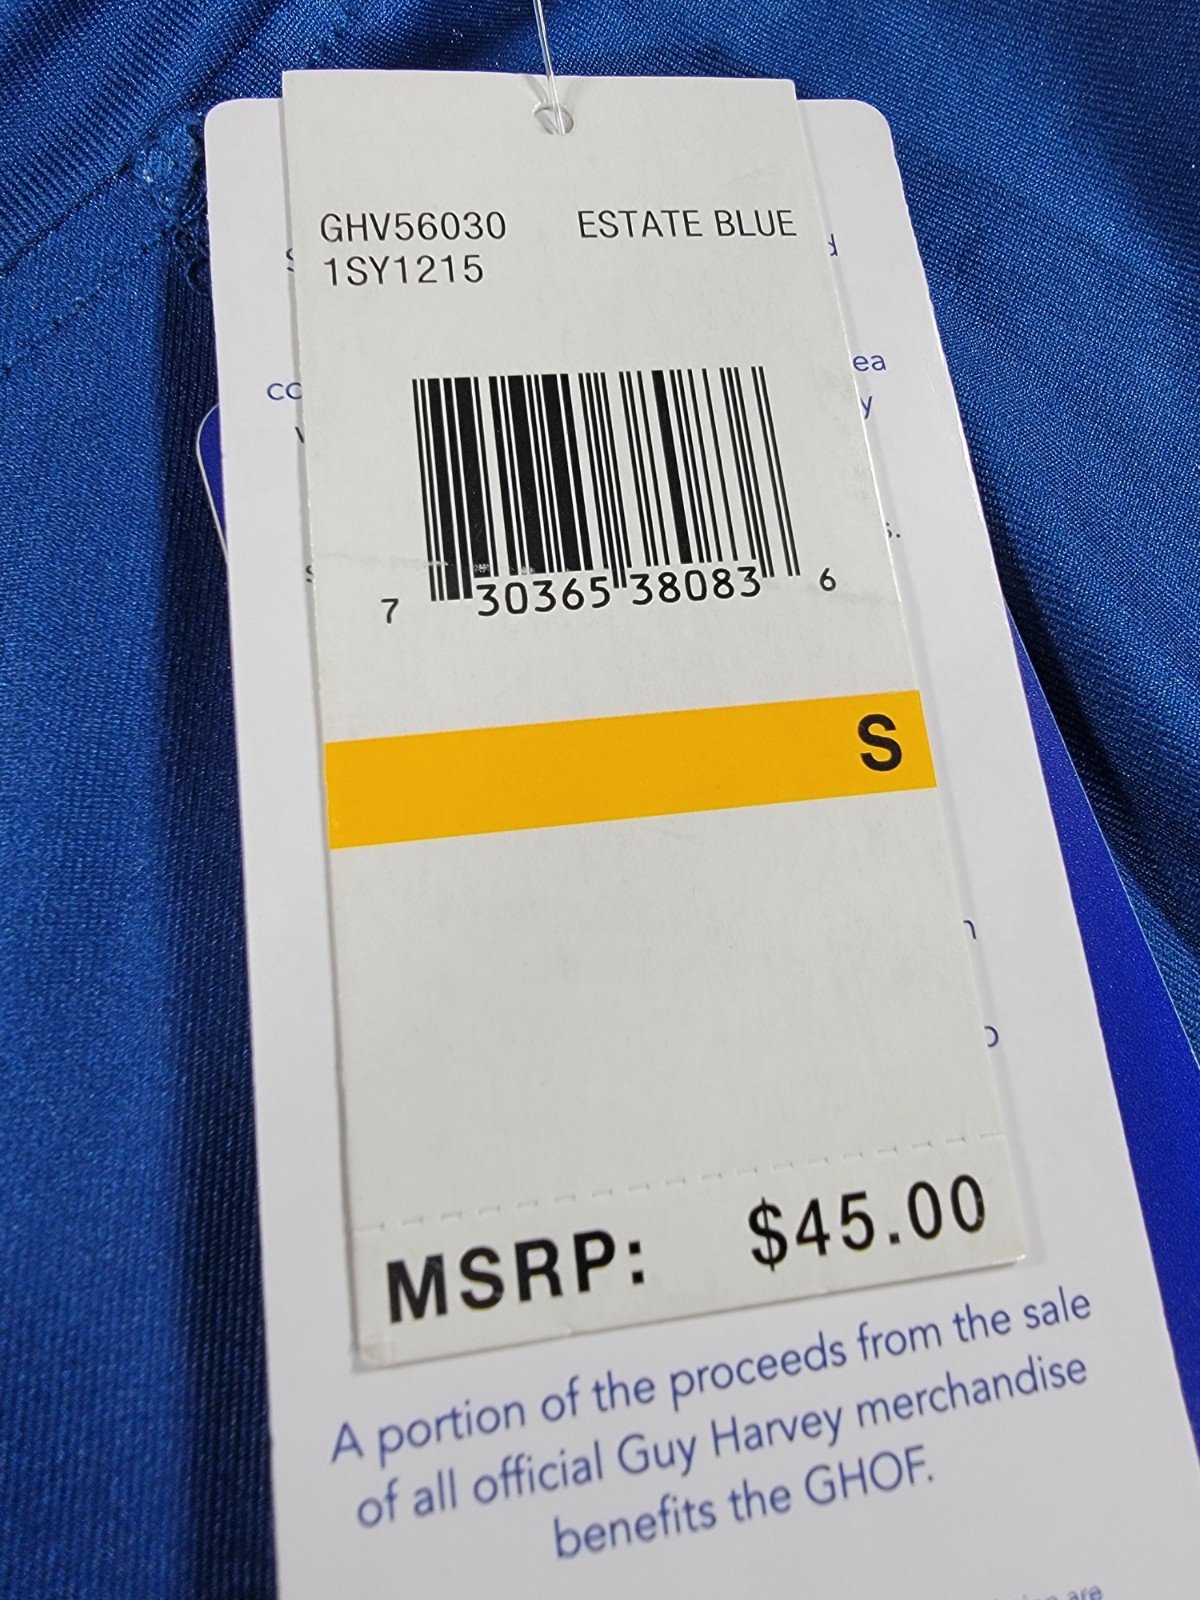 GHV56030 ESTATE BLUE
1SY1215
7 30365 38083 6
S
MSRP: $45.00
A portion of the proceeds from the sale
of all official Guy Harvey merchandise
benefits the GHOF.
are